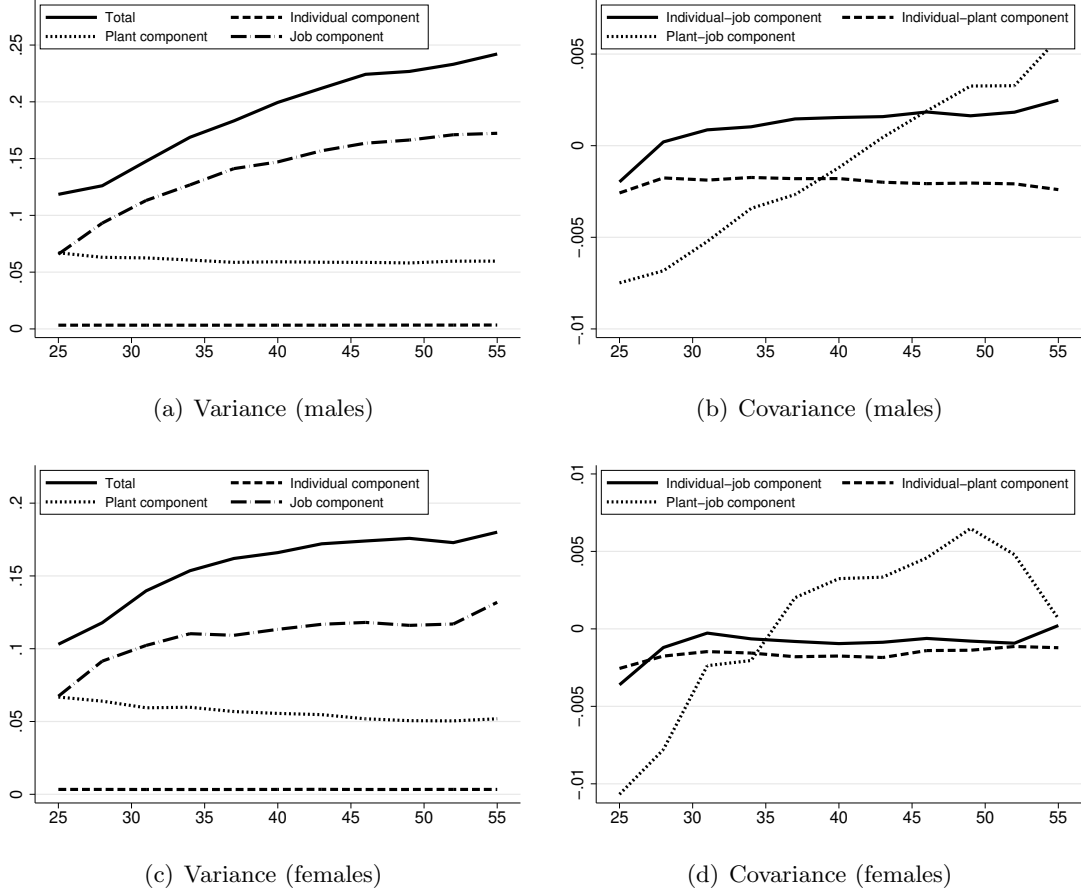 Total
Individual component
Plant component
Job component
.25
.2
.15
.1
.05
0
25 30 35 40 45 50 55
(a) Variance (males)
Individual−job component
Individual−plant component
Plant−job component
.005
0
−.005
−.01
25 30 35 40 45 50 55
(b) Covariance (males)
Total
Individual component
Plant component
Job component
.2
.15
.1
.05
0
25 30 35 40 45 50 55
(c) Variance (females)
Individual−job component
Individual−plant component
Plant−job component
.01
.005
0
−.005
−.01
25 30 35 40 45 50 55
(d) Covariance (females)